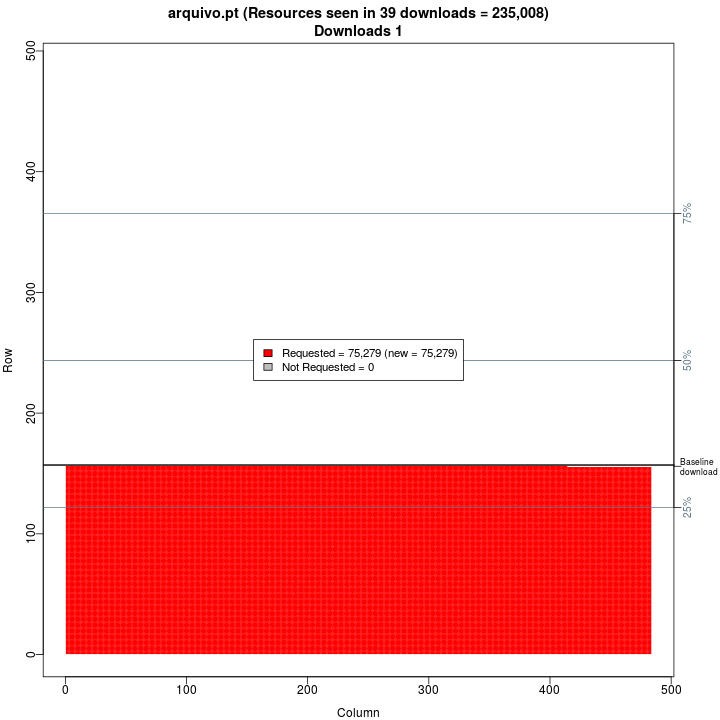 arquivo.pt (Resources seen in 39 downloads = 235,008)
Downloads 1
500
400
300
200
100
0
Row
75%
50%
25%
Baseline
download
Requested = 75,279 (new = 75,279)
Not Requested = 0
0
100
200
300
400
500
Column